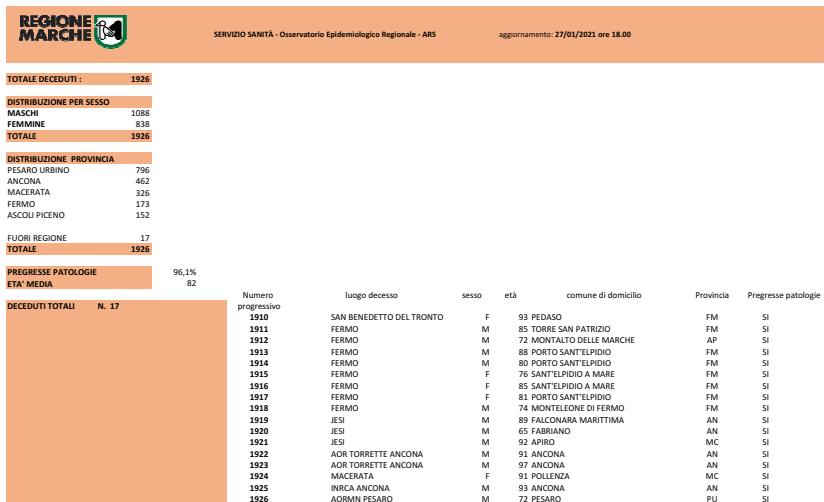 REGIONE
MARCHE
SERVIZIO SANITÀ - Osservatorio Epidemiologico Regionale - ARS aggiornamento: 27/01/2021 ore 18.00
TOTALE DECEDUTI : 1926
DISTRIBUZIONE PER SESSO
MASCHI 1088
FEMMINE 838
TOTALE 1926
DISTRIBUZIONE PROVINCIA
PESARO URBINO 796
ANCONA 462
MACERATA 326
FERMO 173
ASCOLI PICENO 152
FUORI REGIONE 17
TOTALE 1926
PREGRESSE PATOLOGIE 96,1%
ETA' MEDIA 82
DECEDUTI TOTALI N. 17
Numero progressivo luogo decesso sesso età comune di domicilio Provincia Pregresse patologie
1910 SAN BENEDETTO DEL TRONTO F 93 PEDASO FM SI
1911 FERMO M 85 TORRE SAN PATRIZIO FM SI
1912 FERMO M 72 MONTALTO DELLE MARCHE AP SI
1913 FERMO M 88 PORTO SANT'ELPIDIO FM SI
1914 FERMO M 80 PORTO SANT'ELPIDIO FM SI
1915 FERMO F 76 SANT'ELPIDIO A MARE FM SI
1916 FERMO F 85 SANT'ELPIDIO A MARE FM SI
1917 FERMO F 81 PORTO SANT'ELPIDIO FM SI
1918 FERMO M 74 MONTELEONE DI FERMO FM SI
1919 JESI M 89 FALCONARA MARITTIMA AN SI
1920 JESI M 65 FABRIANO AN SI
1921 JESI M 92 APIRO MC SI
1922 AOR TORRETTE ANCONA M 91 ANCONA AN SI
1923 AOR TORRETTE ANCONA M 97 ANCONA AN SI
1924 MACERATA F 91 POLLENZA MC SI
1925 INRCA ANCONA M 93 ANCONA AN SI
1926 AORMN PESARO M 72 PESARO PU SI